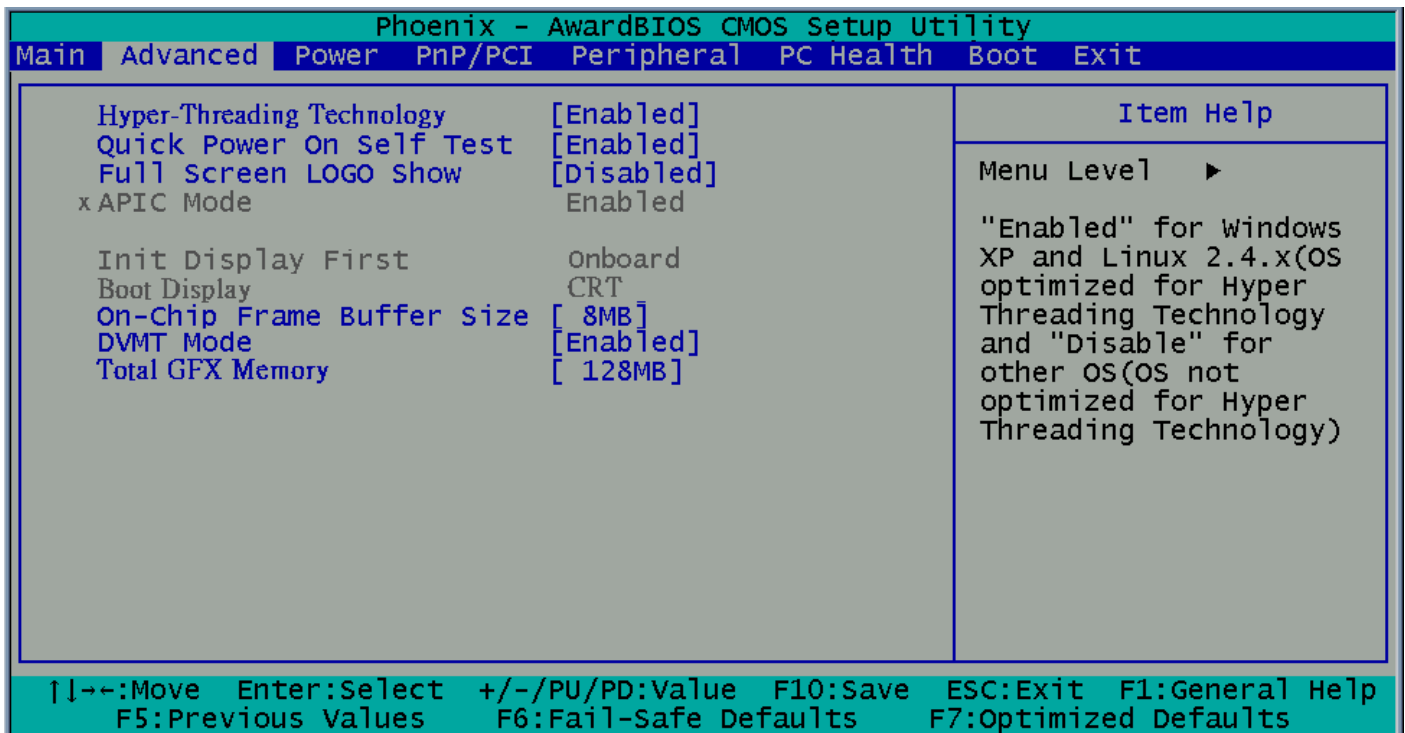 Phoenix - AwardBIOS CMOS Setup Utility
Main Advanced Power PnP/PCI Peripheral PC Health Boot Exit
Hyper-Threading Technology [Enabled]
Quick Power On Self Test [Enabled]
Full Screen LOGO Show [Disabled]
x APIC Mode Enabled
Init Display First Onboard
Boot Display CRT
On-Chip Frame Buffer Size [ 8MB]
DVMT Mode [Enabled]
Total GFX Memory [ 128MB]
Item Help
Menu Level ▶
"Enabled" for Windows
XP and Linux 2.4.x(OS
optimized for Hyper
Threading Technology
and "Disable" for
other OS(OS not
optimized for Hyper
Threading Technology)
↑↓→←:Move Enter:Select +/-/PU/PD:Value F10:Save ESC:Exit F1:General Help
F5:Previous Values F6:Fail-Safe Defaults F7:Optimized Defaults